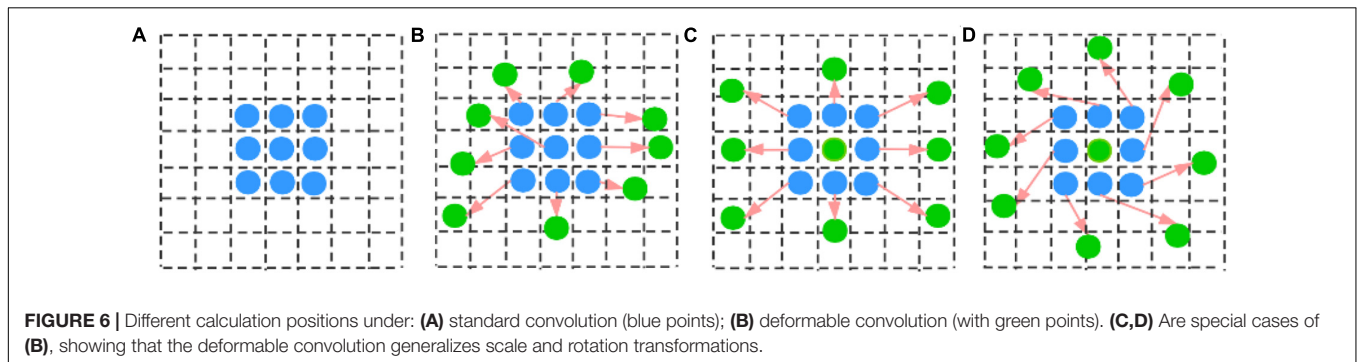 A B C D
FIGURE 6 | Different calculation positions under: (A) standard convolution (blue points); (B) deformable convolution (with green points). (C,D) Are special cases of
(B), showing that the deformable convolution generalizes scale and rotation transformations.